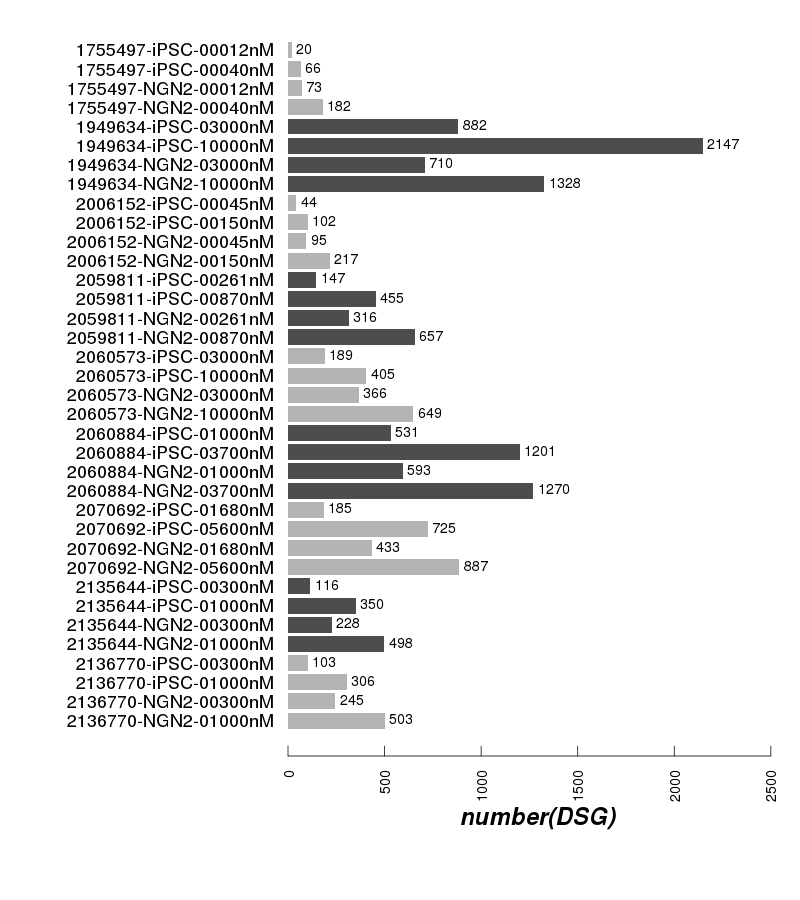 1755497-iPSC-00012nM 20
1755497-iPSC-00040nM 66
1755497-NGN2-00012nM 73
1755497-NGN2-00040nM 182
1949634-iPSC-03000nM 882
1949634-iPSC-10000nM 2147
1949634-NGN2-03000nM 710
1949634-NGN2-10000nM 1328
2006152-iPSC-00045nM 44
2006152-iPSC-00150nM 102
2006152-NGN2-00045nM 95
2006152-NGN2-00150nM 217
2059811-iPSC-00261nM 147
2059811-iPSC-00870nM 455
2059811-NGN2-00261nM 316
2059811-NGN2-00870nM 657
2060573-iPSC-03000nM 189
2060573-iPSC-10000nM 405
2060573-NGN2-03000nM 366
2060573-NGN2-10000nM 649
2060884-iPSC-01000nM 531
2060884-iPSC-03700nM 1201
2060884-NGN2-01000nM 593
2060884-NGN2-03700nM 1270
2070692-iPSC-01680nM 185
2070692-iPSC-05600nM 725
2070692-NGN2-01680nM 433
2070692-NGN2-05600nM 887
2135644-iPSC-00300nM 116
2135644-iPSC-01000nM 350
2135644-NGN2-00300nM 228
2135644-NGN2-01000nM 498
2136770-iPSC-00300nM 103
2136770-iPSC-01000nM 306
2136770-NGN2-00300nM 245
2136770-NGN2-01000nM 503
0 500 1000 1500 2000 2500
number(DSG)